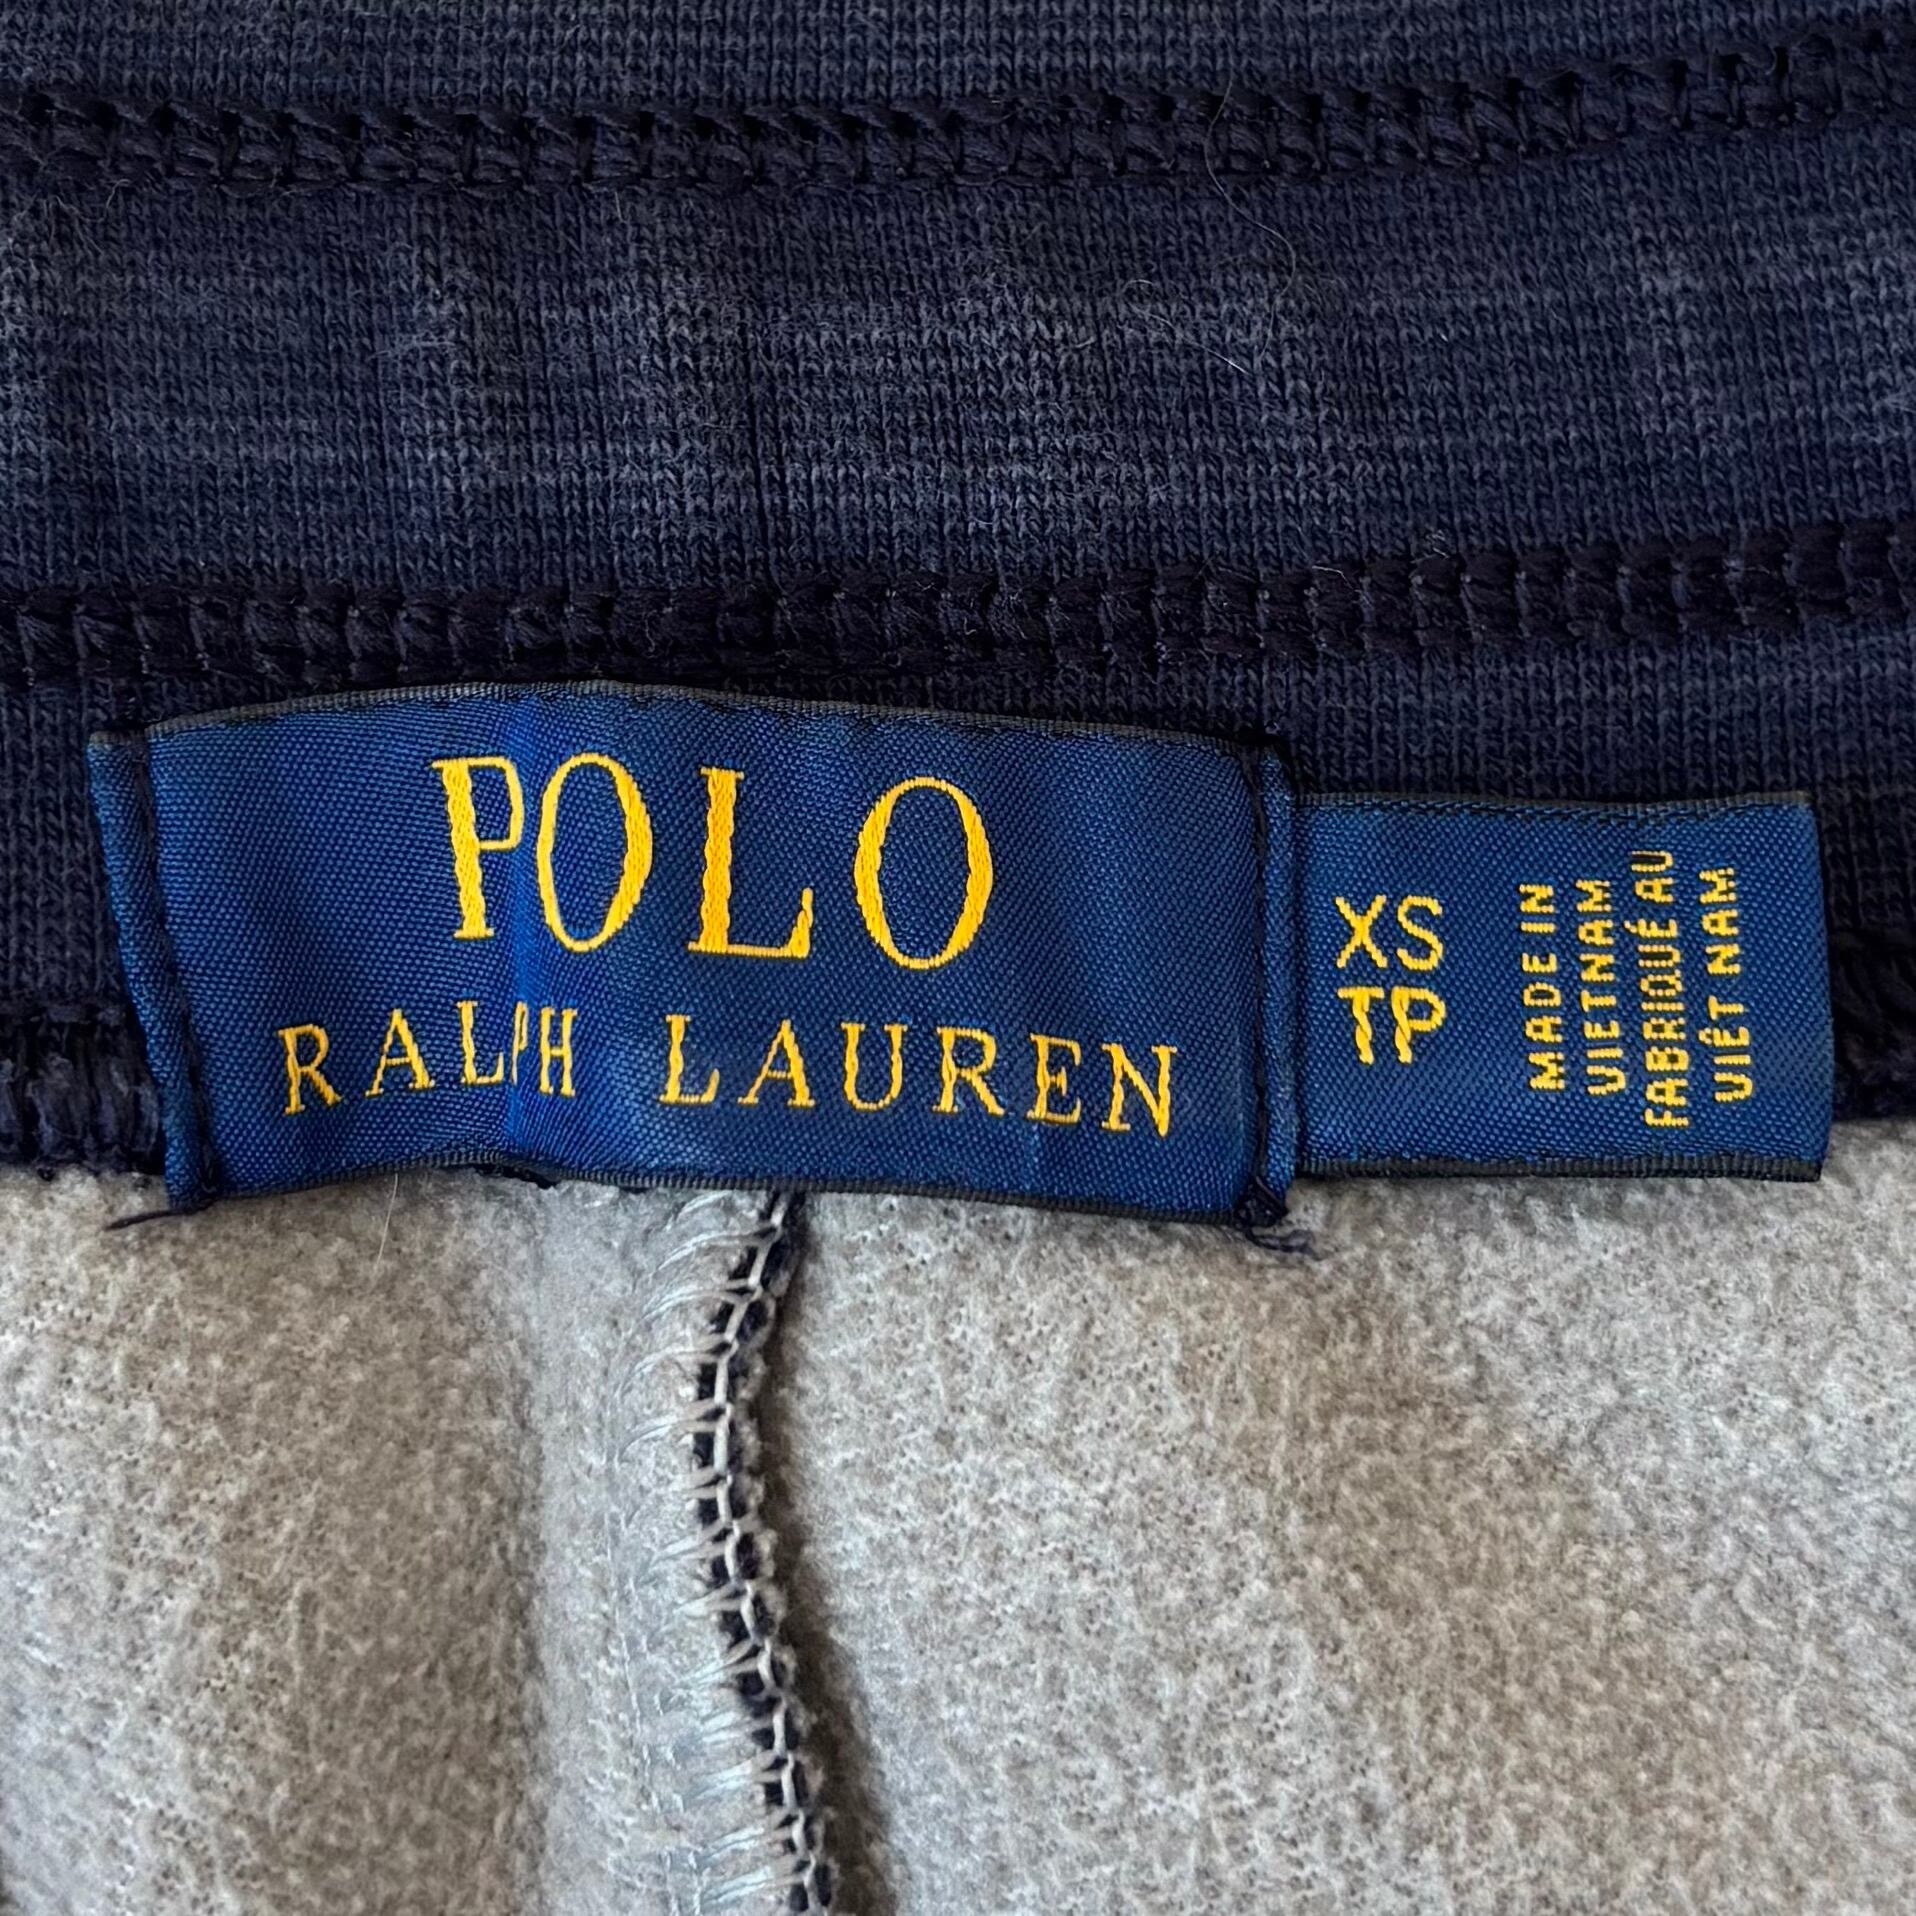 POLO
RALPH LAUREN
XS
TP
MADE IN
VIETNAM
FABRIQUÉ AU
VIÊT NAM